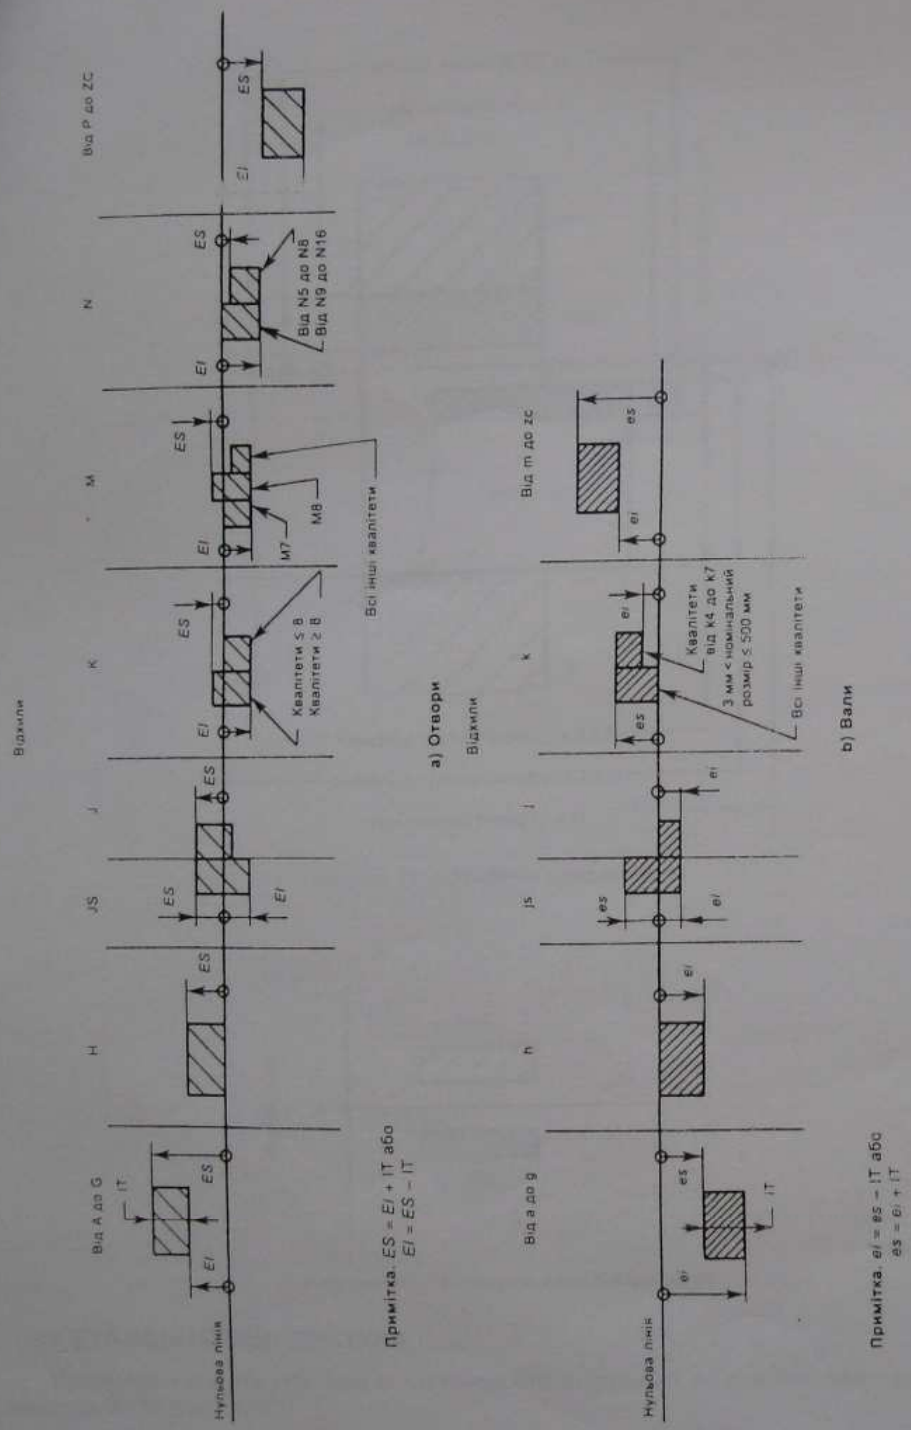 Відхили
Від A до G
H
JS
J
K
M
N
Від P до ZC
IT
EI
ES
ES
ES
EI
ES
EI
ES
EI
ES
EI
ES
EI
ES
Нульова лінія
Квалітети ≤ 8
Квалітети ≥ 8
M7
M8
Всі інші квалітети
Від N5 до N8
Від N9 до N16
Примітка. ES = EI + IT або
EI = ES − IT
a) Отвори
Відхили
Від a до g
h
js
j
k
Від m до zc
ei
es
IT
ei
es
ei
ei
es
ei
ei
es
Нульова лінія
Квалітети
від k4 до k7
3 мм < номінальний
розмір ≤ 500 мм
Всі інші квалітети
Примітка. ei = es − IT або
es = ei + IT
b) Вали